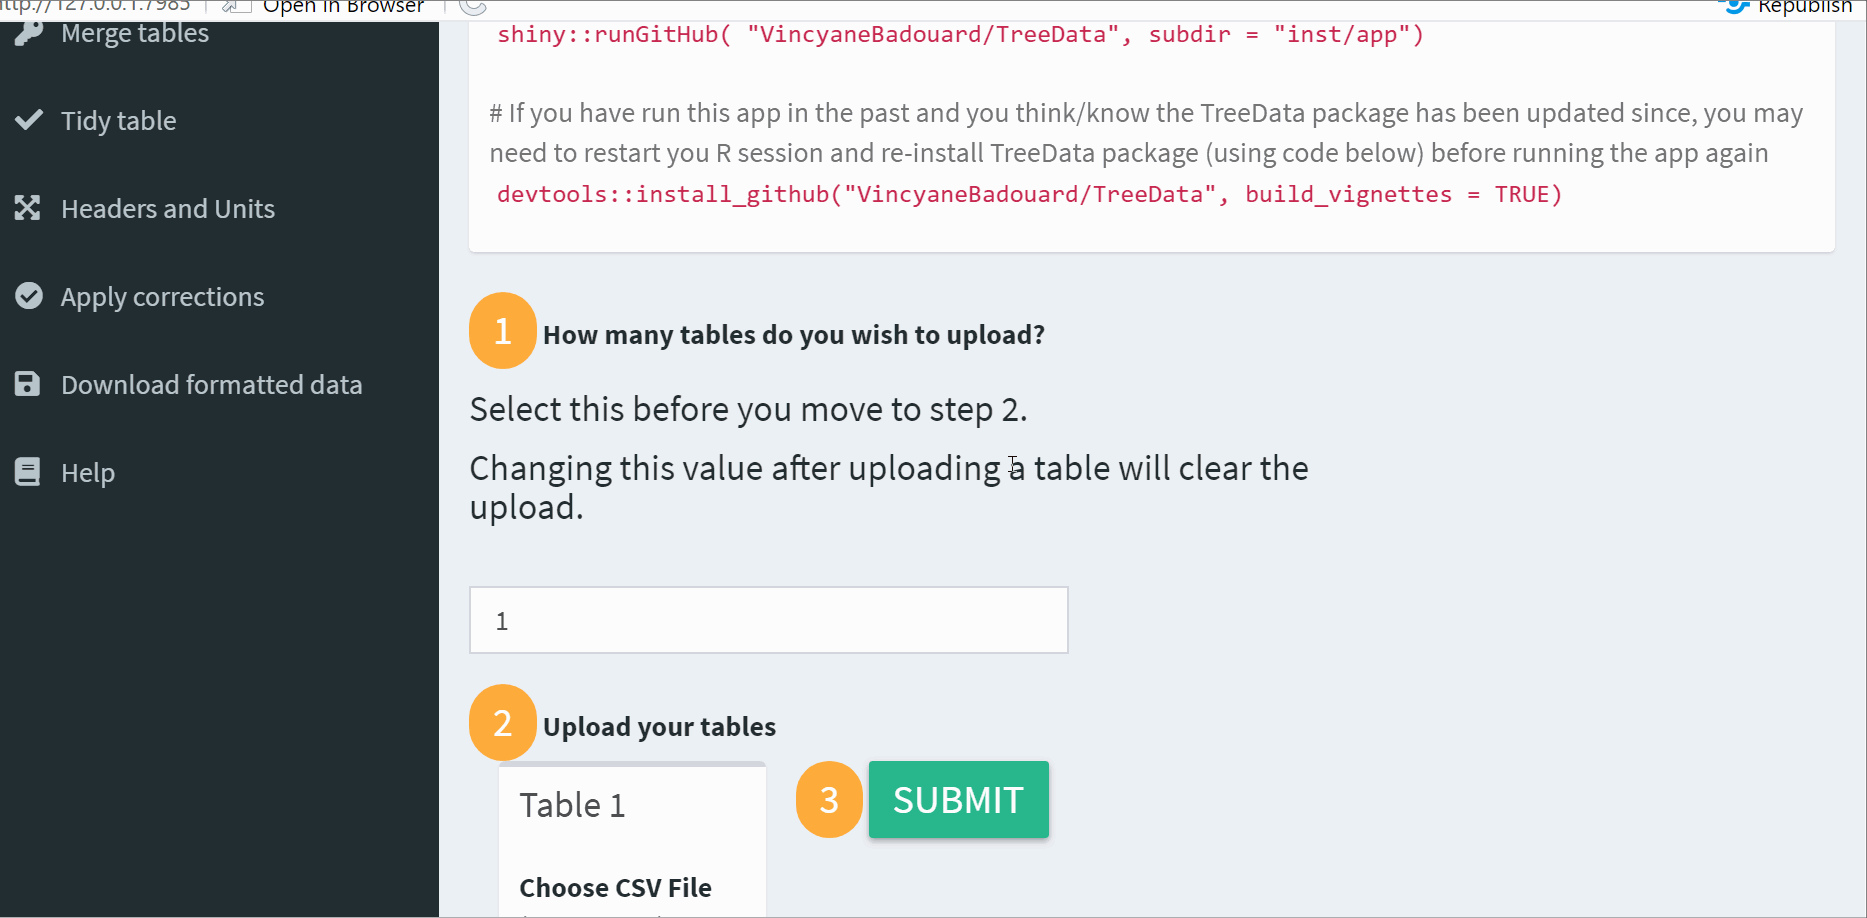 http://127.0.0.1:7985 Open in Browser Republish
Merge tables
Tidy table
Headers and Units
Apply corrections
Download formatted data
Help
shiny::runGitHub( "VincyaneBadouard/TreeData", subdir = "inst/app")
# If you have run this app in the past and you think/know the TreeData package has been updated since, you may
need to restart you R session and re-install TreeData package (using code below) before running the app again
devtools::install_github("VincyaneBadouard/TreeData", build_vignettes = TRUE)
1 How many tables do you wish to upload?
Select this before you move to step 2.
Changing this value after uploading a table will clear the
upload.
1
2 Upload your tables
Table 1
3 SUBMIT
Choose CSV File